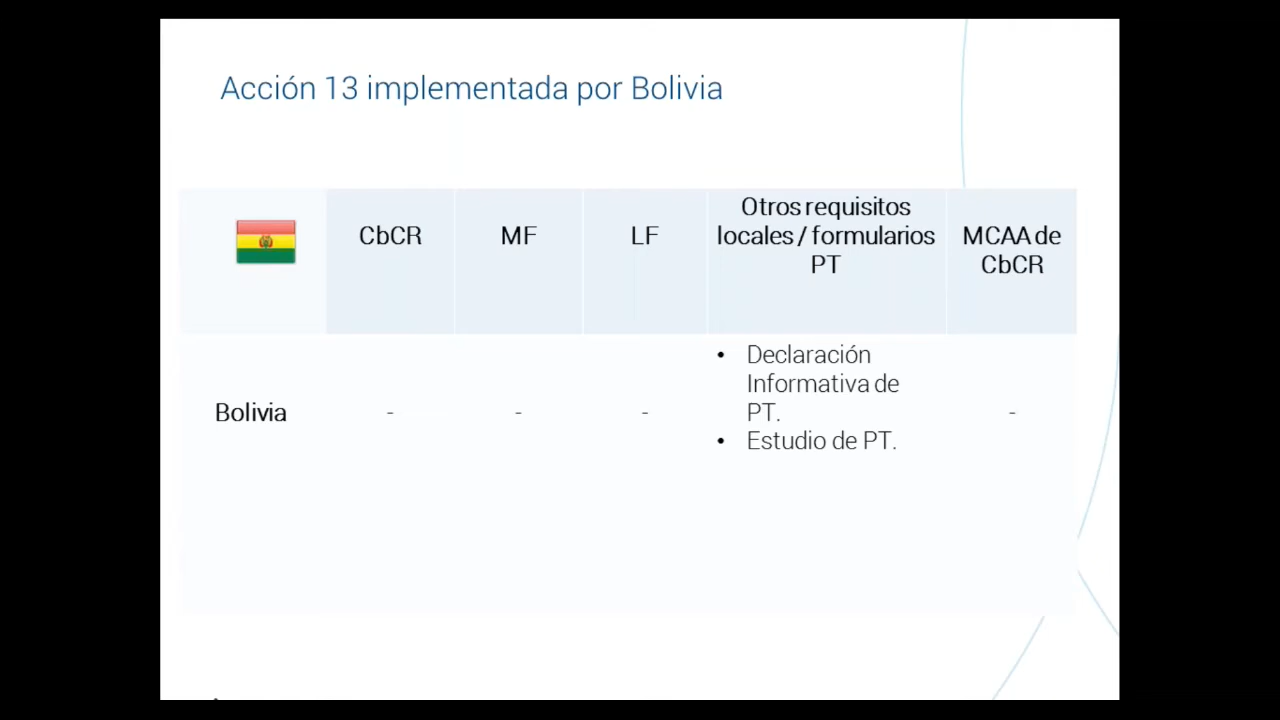 Acción 13 implementada por Bolivia
CbCR
MF
LF
Otros requisitos
locales / formularios
PT
MCAA de
CbCR
Bolivia
-
-
-
• Declaración
Informativa de
PT.
• Estudio de PT.
-